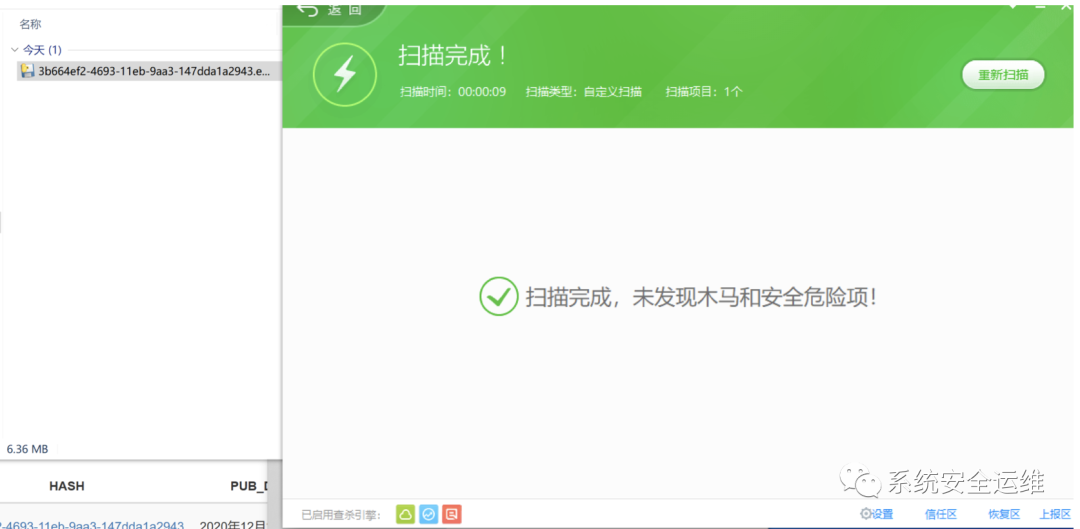 名称
今天 (1)
3b664ef2-4693-11eb-9aa3-147dda1a2943.e...
6.36 MB
HASH PUB_D
2-4693-11eb-9aa3-147dda1a2943 2020年12月
返回
扫描完成！
扫描时间：00:00:09 扫描类型：自定义扫描 扫描项目：1个
重新扫描
扫描完成，未发现木马和安全危险项！
已启用查杀引擎：
设置 信任区 恢复区 上报区
系统安全运维